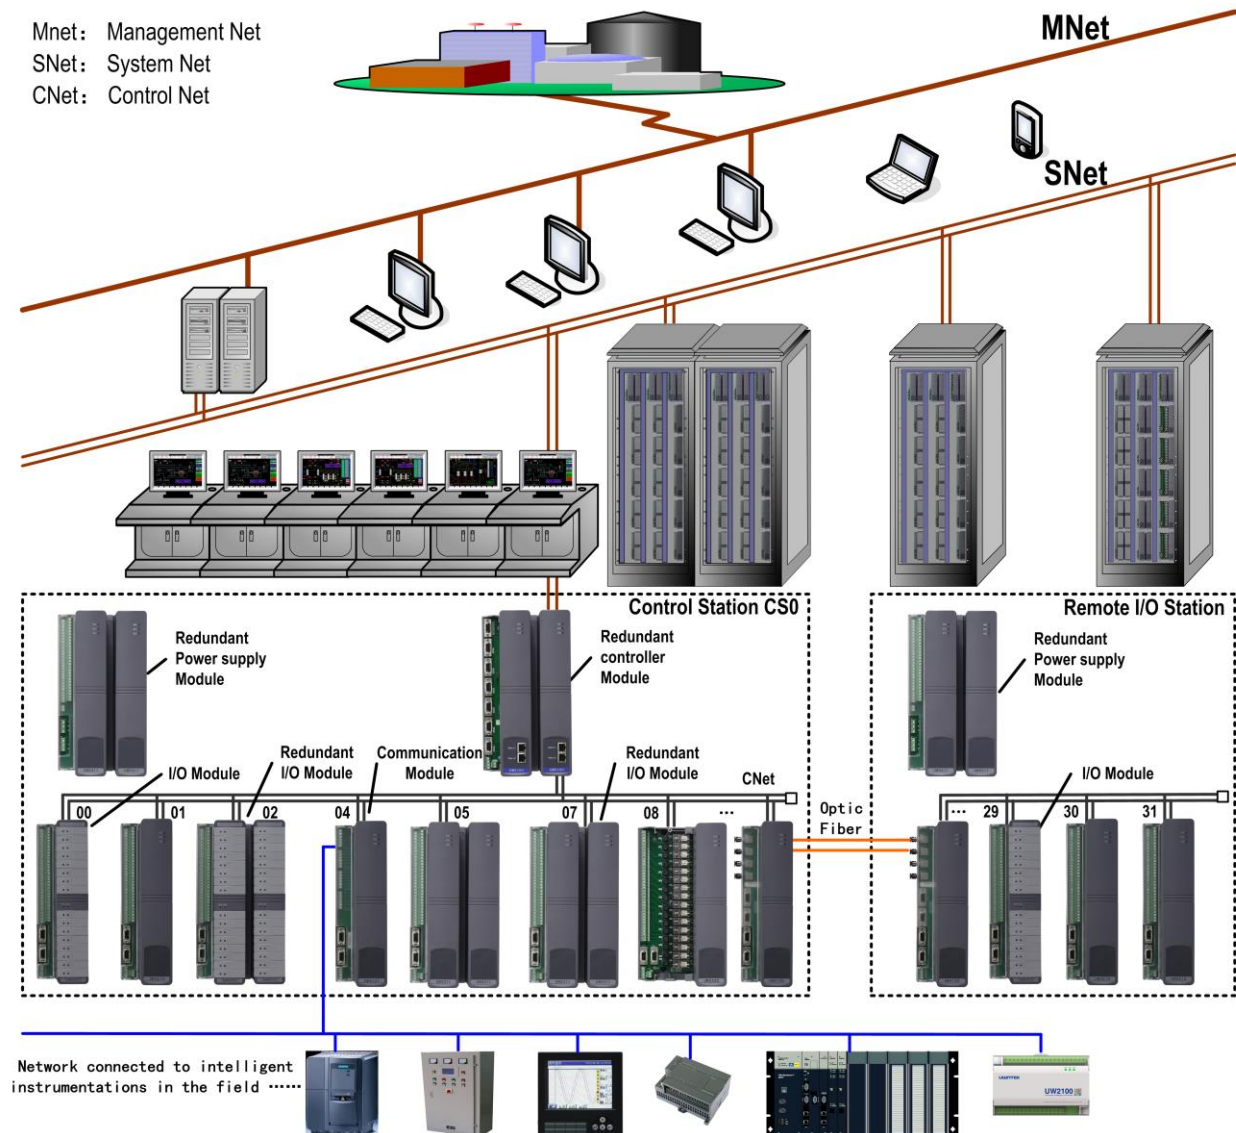 Mnet: Management Net
SNet: System Net
CNet: Control Net
MNet
SNet
Control Station CS0
Remote I/O Station
Redundant
Power supply
Module
Redundant
controller
Module
Redundant
Power supply
Module
I/O Module
Redundant
I/O Module
Communication
Module
Redundant
I/O Module
CNet
I/O Module
00
01
02
04
05
07
08
...
Optic
Fiber
...
29
30
31
Network connected to intelligent
instrumentations in the field ······
UW2100